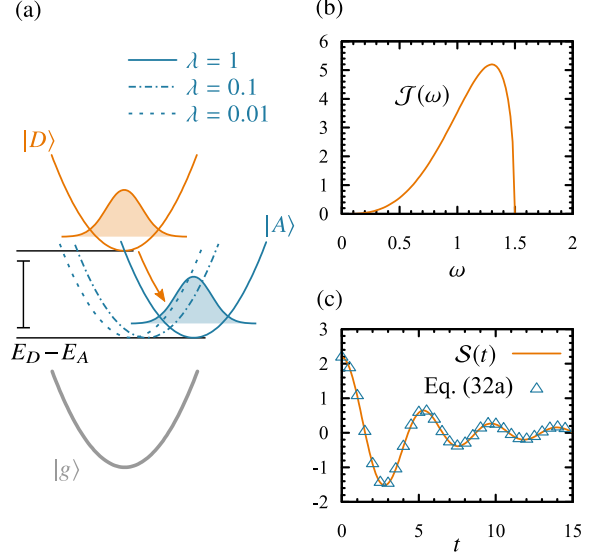 (a)
λ = 1
λ = 0.1
λ = 0.01
|D⟩
|A⟩
E_D − E_A
|g⟩
(b)
6
5
4
3
2
1
0
J(ω)
0 0.5 1 1.5 2
ω
(c)
3
2
1
0
-1
-2
S(t)
Eq. (32a)
0 5 10 15
t